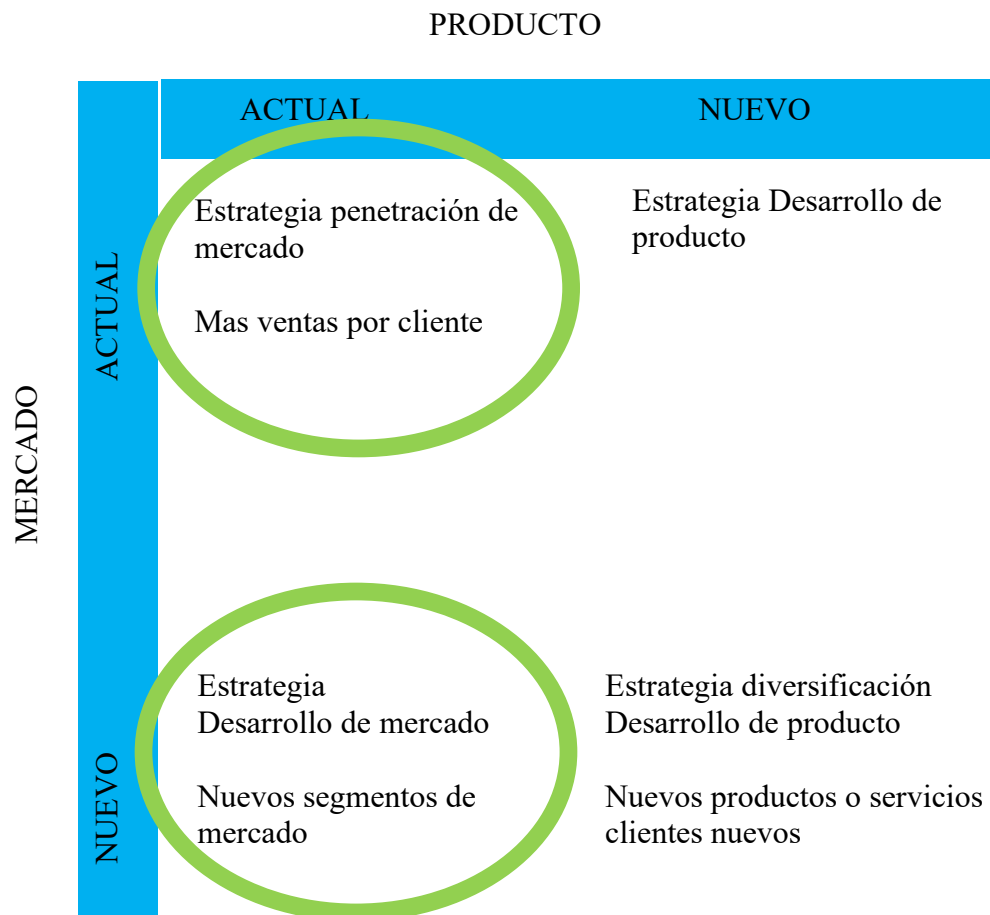 PRODUCTO
ACTUAL
NUEVO
MERCADO
ACTUAL
Estrategia penetración de
mercado
Mas ventas por cliente
Estrategia Desarrollo de
producto
NUEVO
Estrategia
Desarrollo de mercado
Nuevos segmentos de
mercado
Estrategia diversificación
Desarrollo de producto
Nuevos productos o servicios
clientes nuevos